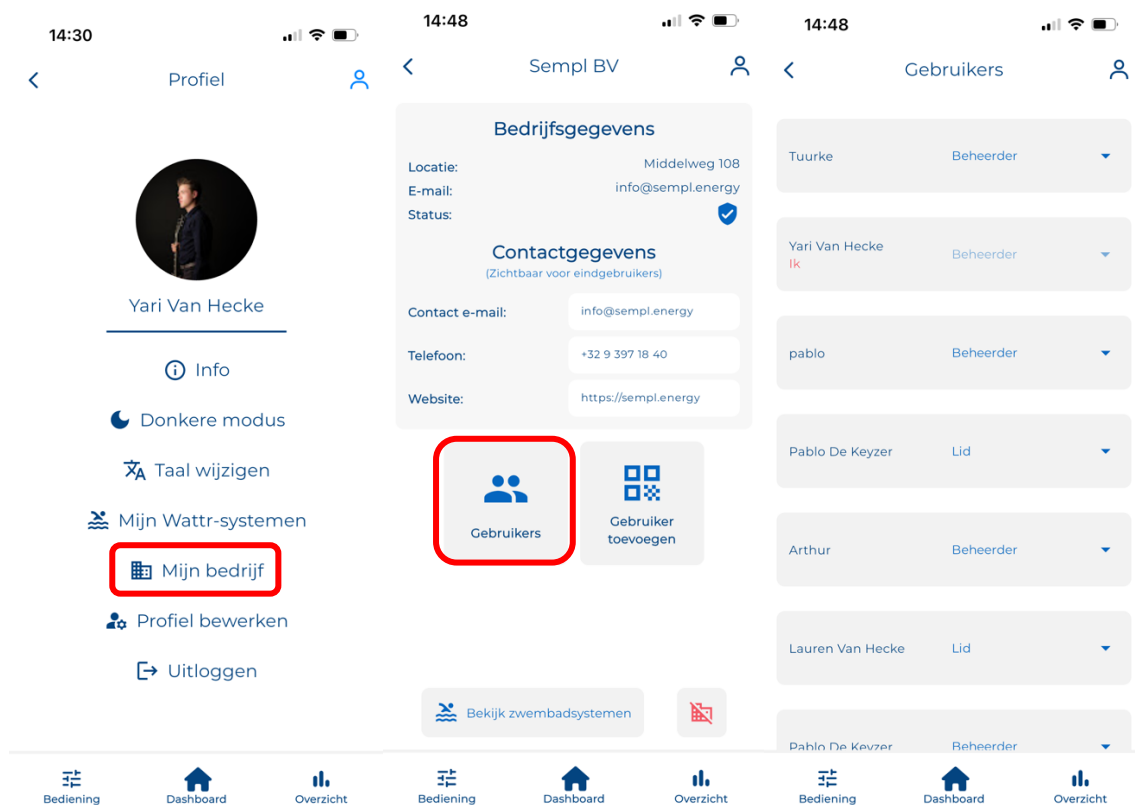 14:30
Profiel
Yari Van Hecke
Info
Donkere modus
Taal wijzigen
Mijn Wattr-systemen
Mijn bedrijf
Profiel bewerken
Uitloggen
Bediening
Dashboard
Overzicht
14:48
Sempl BV
Bedrijfsgegevens
Locatie: Middelweg 108
E-mail: info@sempl.energy
Status:
Contactgegevens
(Zichtbaar voor eindgebruikers)
Contact e-mail: info@sempl.energy
Telefoon: +32 9 397 18 40
Website: https://sempl.energy
Gebruikers
Gebruiker
toevoegen
Bekijk zwembadsystemen
Bediening
Dashboard
Overzicht
14:48
Gebruikers
Tuurke Beheerder
Yari Van Hecke Beheerder
Ik
pablo Beheerder
Pablo De Keyzer Lid
Arthur Beheerder
Lauren Van Hecke Lid
Pablo De Keyzer Beheerder
Bediening
Dashboard
Overzicht